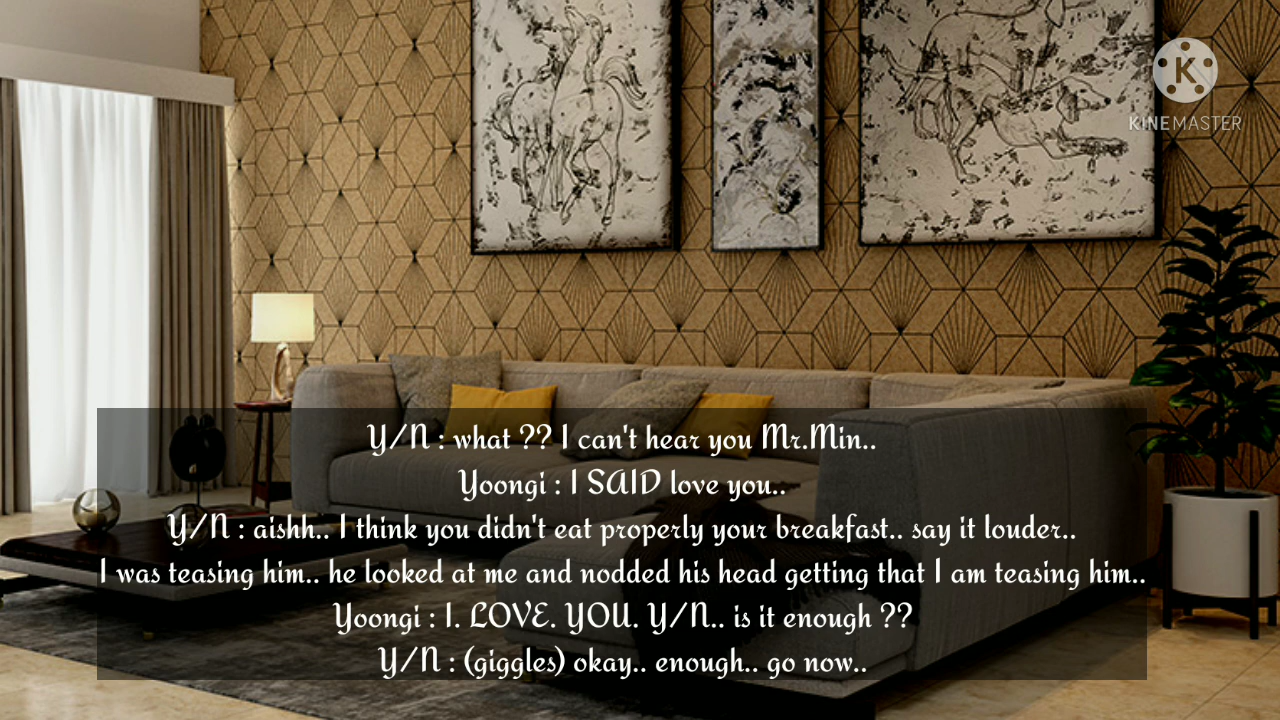 KINEMASTER
Y/N : what ?? I can't hear you Mr.Min..
Yoongi : I SAID love you..
Y/N : aishh.. I think you didn't eat properly your breakfast.. say it louder..
I was teasing him.. he looked at me and nodded his head getting that I am teasing him..
Yoongi : I. LOVE. YOU. Y/N.. is it enough ??
Y/N : (giggles) okay.. enough.. go now..